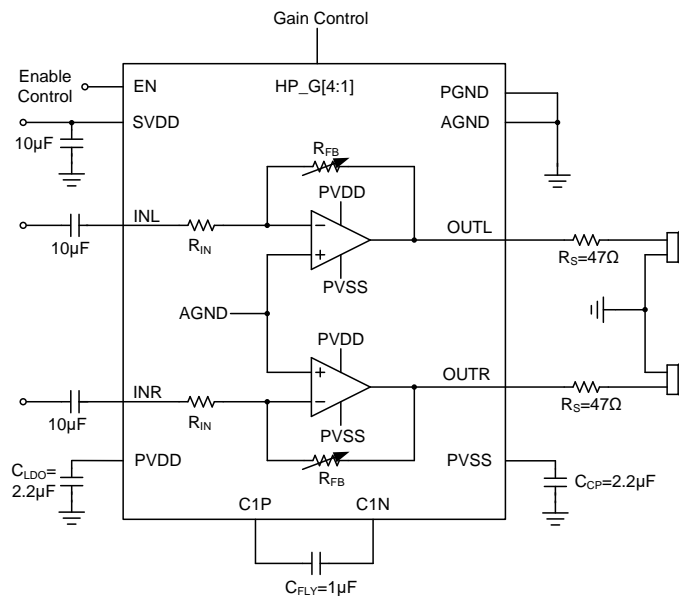 Gain Control
Enable
Control
EN
HP_G[4:1]
PGND
SVDD
AGND
10µF
RFB
PVDD
INL
OUTL
10µF
RIN
RS=47Ω
PVSS
AGND
PVDD
INR
OUTR
10µF
RIN
RS=47Ω
PVSS
CLDO=
2.2µF
PVDD
RFB
PVSS
CCP=2.2µF
C1P
C1N
CFLY=1µF